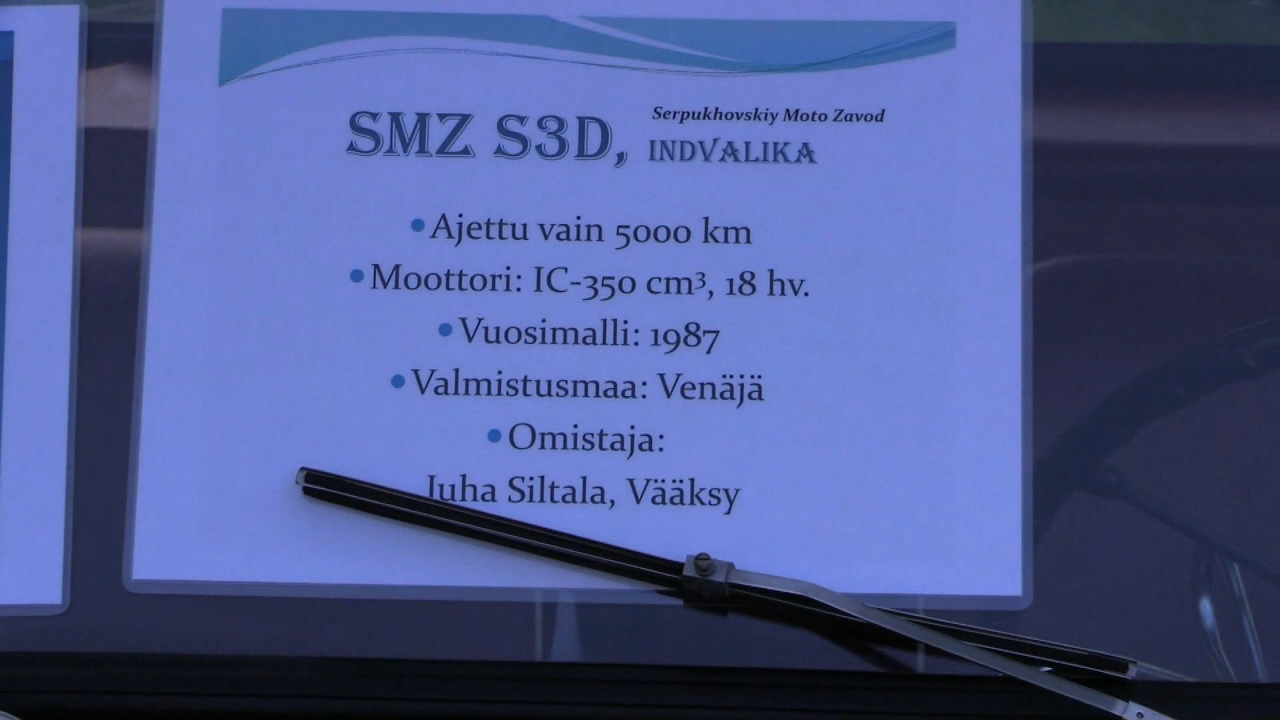 Serpukhovskiy Moto Zavod
SMZ S3D, INDVALIKA
•Ajettu vain 5000 km
•Moottori: IC-350 cm³, 18 hv.
•Vuosimalli: 1987
•Valmistusmaa: Venäjä
•Omistaja:
Juha Siltala, Vääksy